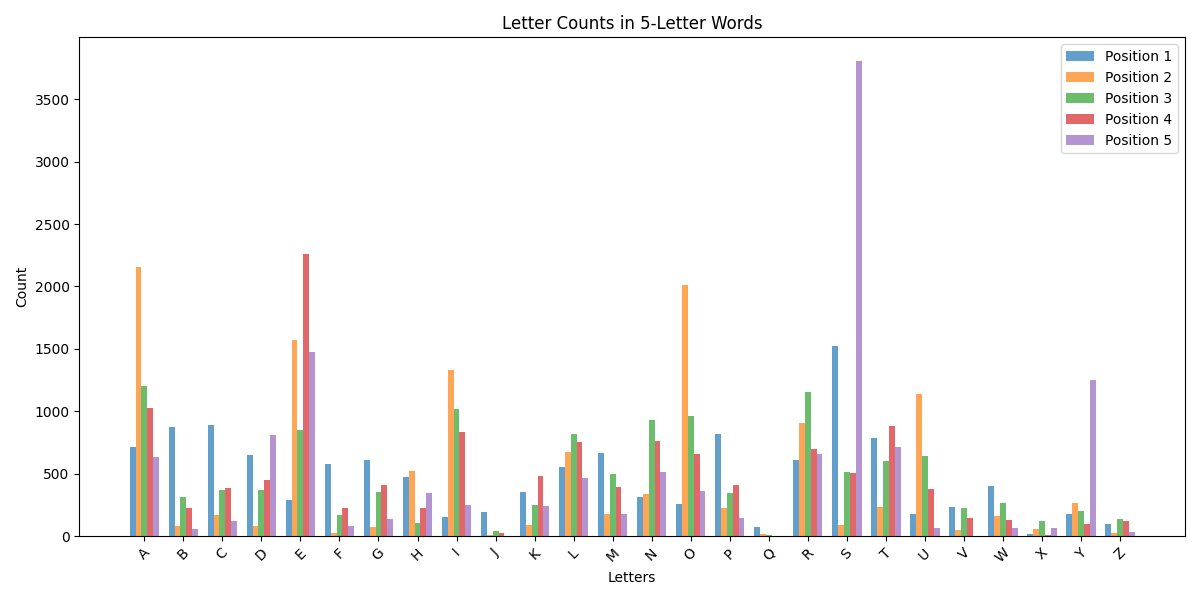 Letter Counts in 5-Letter Words
Position 1
Position 2
Position 3
Position 4
Position 5
3500
3000
2500
2000
1500
1000
500
0
Count
A B C D E F G H I J K L M N O P Q R S T U V W X Y Z
Letters